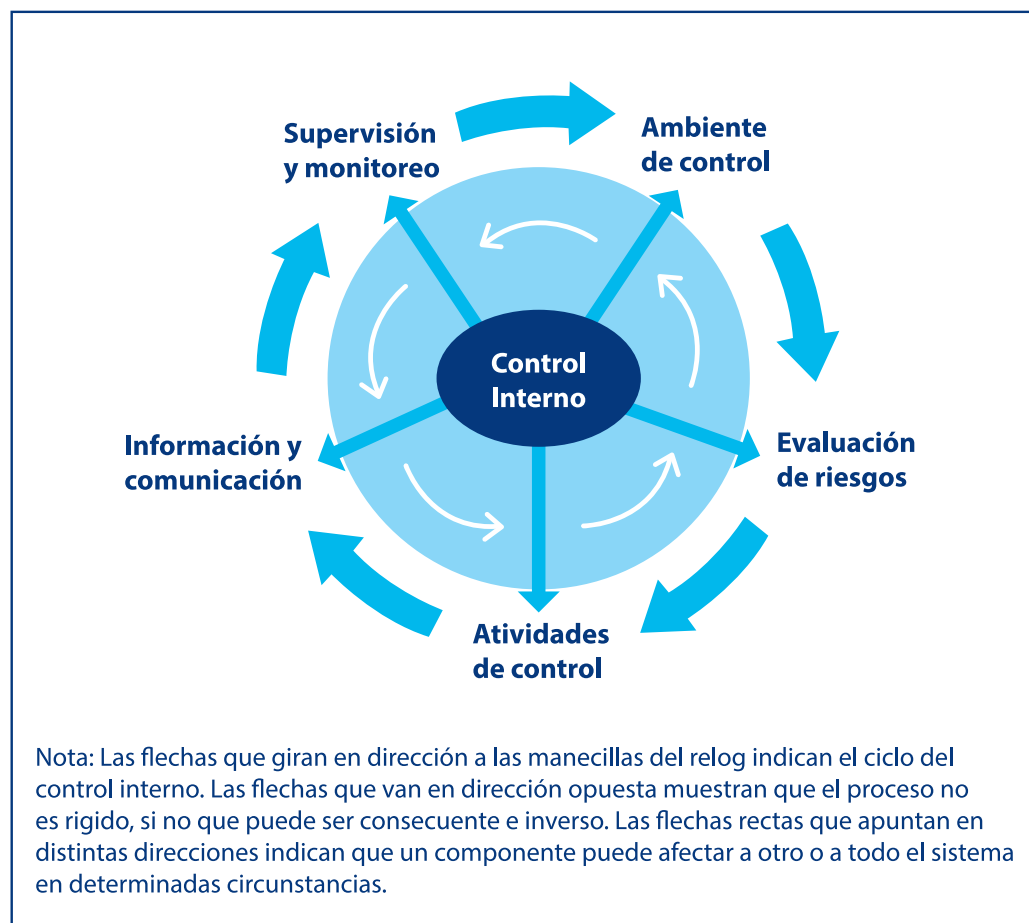 Supervisión
y monitoreo
Ambiente
de control
Control
Interno
Información y
comunicación
Evaluación
de riesgos
Atividades
de control
Nota: Las flechas que giran en dirección a las manecillas del relog indican el ciclo del
control interno. Las flechas que van en dirección opuesta muestran que el proceso no
es rigido, si no que puede ser consecuente e inverso. Las flechas rectas que apuntan en
distintas direcciones indican que un componente puede afectar a otro o a todo el sistema
en determinadas circunstancias.